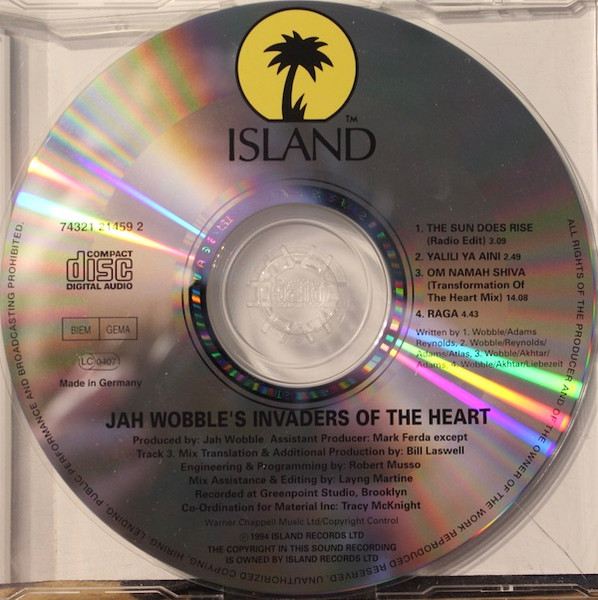 TM
ISLAND
74321 21459 2
COMPACT
disc
DIGITAL AUDIO
BIEM GEMA
LC 0407
Made in Germany
1. THE SUN DOES RISE
(Radio Edit) 3.09
2. YALILI YA AINI 2.49
3. OM NAMAH SHIVA
(Transformation Of
The Heart Mix) 14.08
4. RAGA 4.43
Written by 1. Wobble/Adams
Reynolds, 2. Wobble/Reynolds/
Adams/Atlas, 3. Wobble/Akhtar/
Adams, 4. Wobble/Akhtar/Liebezeit
JAH WOBBLE'S INVADERS OF THE HEART
Produced by: Jah Wobble Assistant Producer: Mark Ferda except
Track 3. Mix Translation & Additional Production by: Bill Laswell
Engineering & Programming by: Robert Musso
Mix Assistance & Editing by: Layng Martine
Recorded at Greenpoint Studio, Brooklyn
Co-Ordination for Material Inc: Tracy McKnight
Warner Chappell Music Ltd/Copyright Control
℗ 1994 ISLAND RECORDS LTD
THE COPYRIGHT IN THIS SOUND RECORDING
IS OWNED BY ISLAND RECORDS LTD
ALL RIGHTS OF THE PRODUCER AND OF THE OWNER OF THE WORK REPRODUCED RESERVED. UNAUTHORIZED COPYING, HIRING, LENDING, PUBLIC PERFORMANCE AND BROADCASTING PROHIBITED.